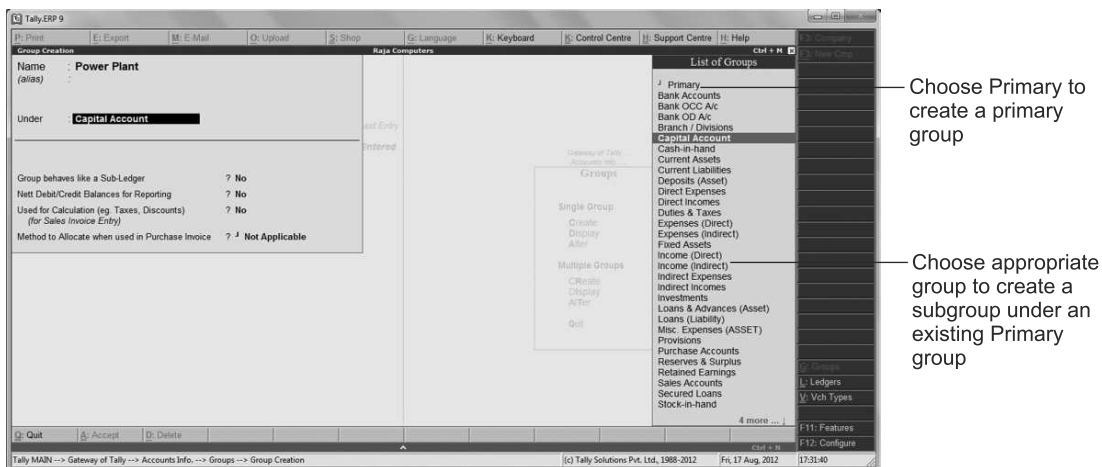 Tally.ERP 9
P: Print E: Export M: E-Mail O: Upload S: Shop G: Language K: Keyboard K: Control Centre H: Support Centre H: Help F3: Company
Group Creation Raja Computers Ctrl + M
F3: New Cmp
Name : Power Plant
(alias) :
Under : Capital Account
Group behaves like a Sub-Ledger ? No
Nett Debit/Credit Balances for Reporting ? No
Used for Calculation (eg. Taxes, Discounts) ? No
(for Sales Invoice Entry)
Method to Allocate when used in Purchase Invoice ? Not Applicable
Entry
Entered
Gateway of Tally ...
Accounts Info. ...
Groups
Single Group
Create
Display
Alter
Multiple Groups
CReate
DIsplay
AlTer
Quit
List of Groups
Primary
Bank Accounts
Bank OCC A/c
Bank OD A/c
Branch / Divisions
Capital Account
Cash-in-hand
Current Assets
Current Liabilities
Deposits (Asset)
Direct Expenses
Direct Incomes
Duties & Taxes
Expenses (Direct)
Expenses (Indirect)
Fixed Assets
Income (Direct)
Income (Indirect)
Indirect Expenses
Indirect Incomes
Investments
Loans & Advances (Asset)
Loans (Liability)
Misc. Expenses (ASSET)
Provisions
Purchase Accounts
Reserves & Surplus
Retained Earnings
Sales Accounts
Secured Loans
Stock-in-hand
4 more ... ↓
Choose Primary to
create a primary
group
Choose appropriate
group to create a
subgroup under an
existing Primary
group
G: Groups
L: Ledgers
V: Vch Types
F11: Features
F12: Configure
Q: Quit A: Accept D: Delete
Ctrl + N
Tally MAIN --> Gateway of Tally --> Accounts Info. --> Groups --> Group Creation (c) Tally Solutions Pvt. Ltd., 1988-2012 Fri, 17 Aug, 2012 17:31:40